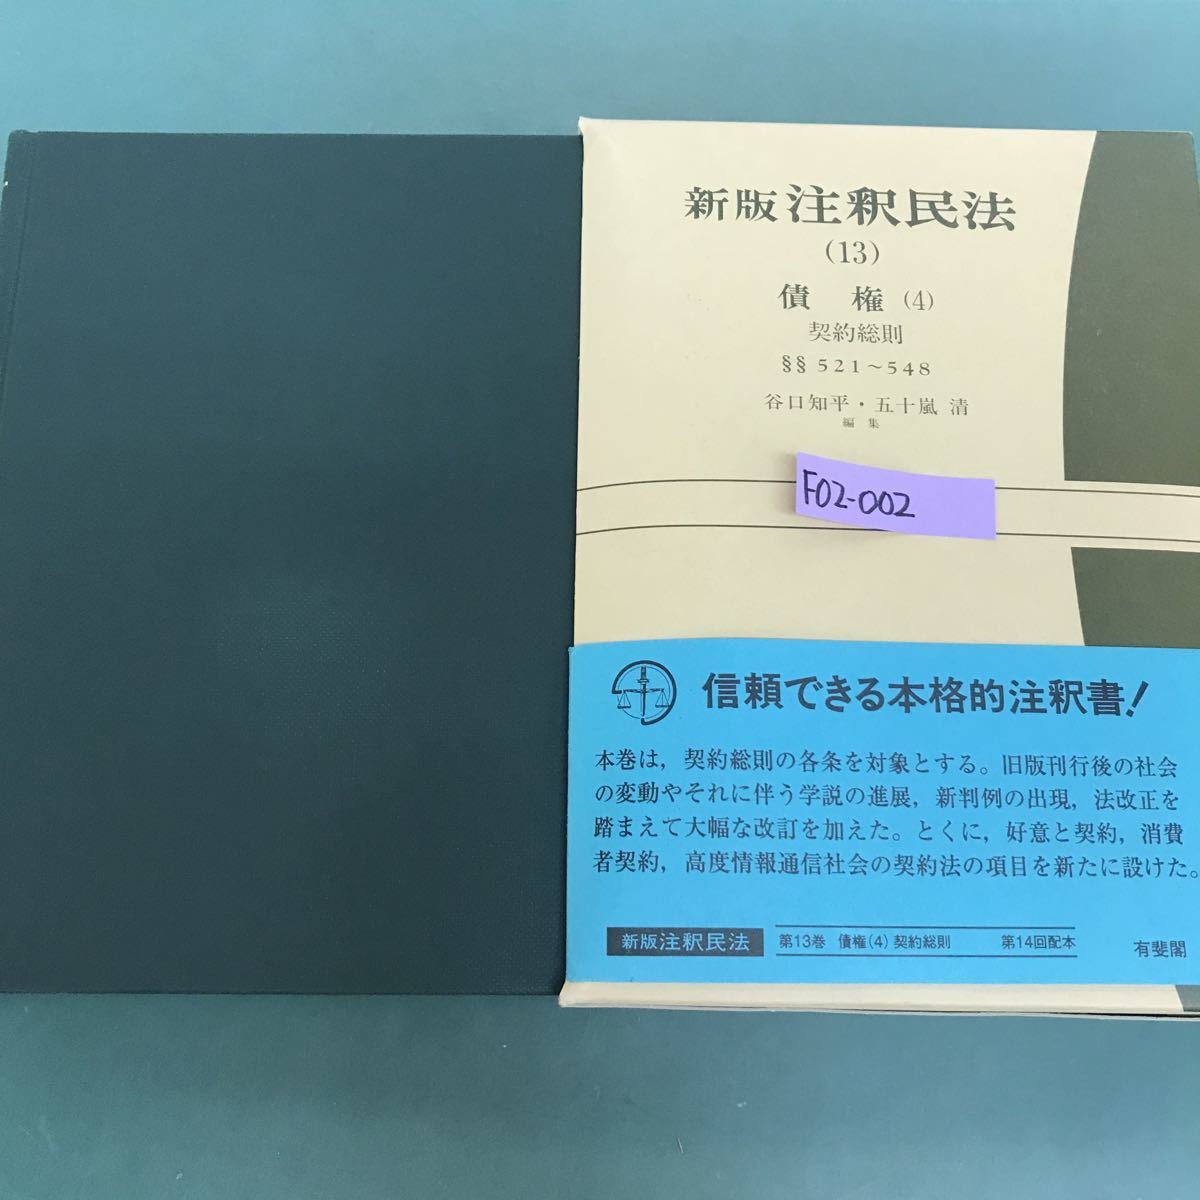 新版 注釈民法
(13)
債 権 (4)
契約総則
§§ 521～548
谷口知平・五十嵐 清
編 集
F02-002
信頼できる本格的注釈書!
本巻は，契約総則の各条を対象とする。旧版刊行後の社会
の変動やそれに伴う学説の進展，新判例の出現，法改正を
踏まえて大幅な改訂を加えた。とくに，好意と契約，消費
者契約，高度情報通信社会の契約法の項目を新たに設けた。
新版 注釈民法 第13巻 債権(4) 契約総則 第14回配本 有斐閣